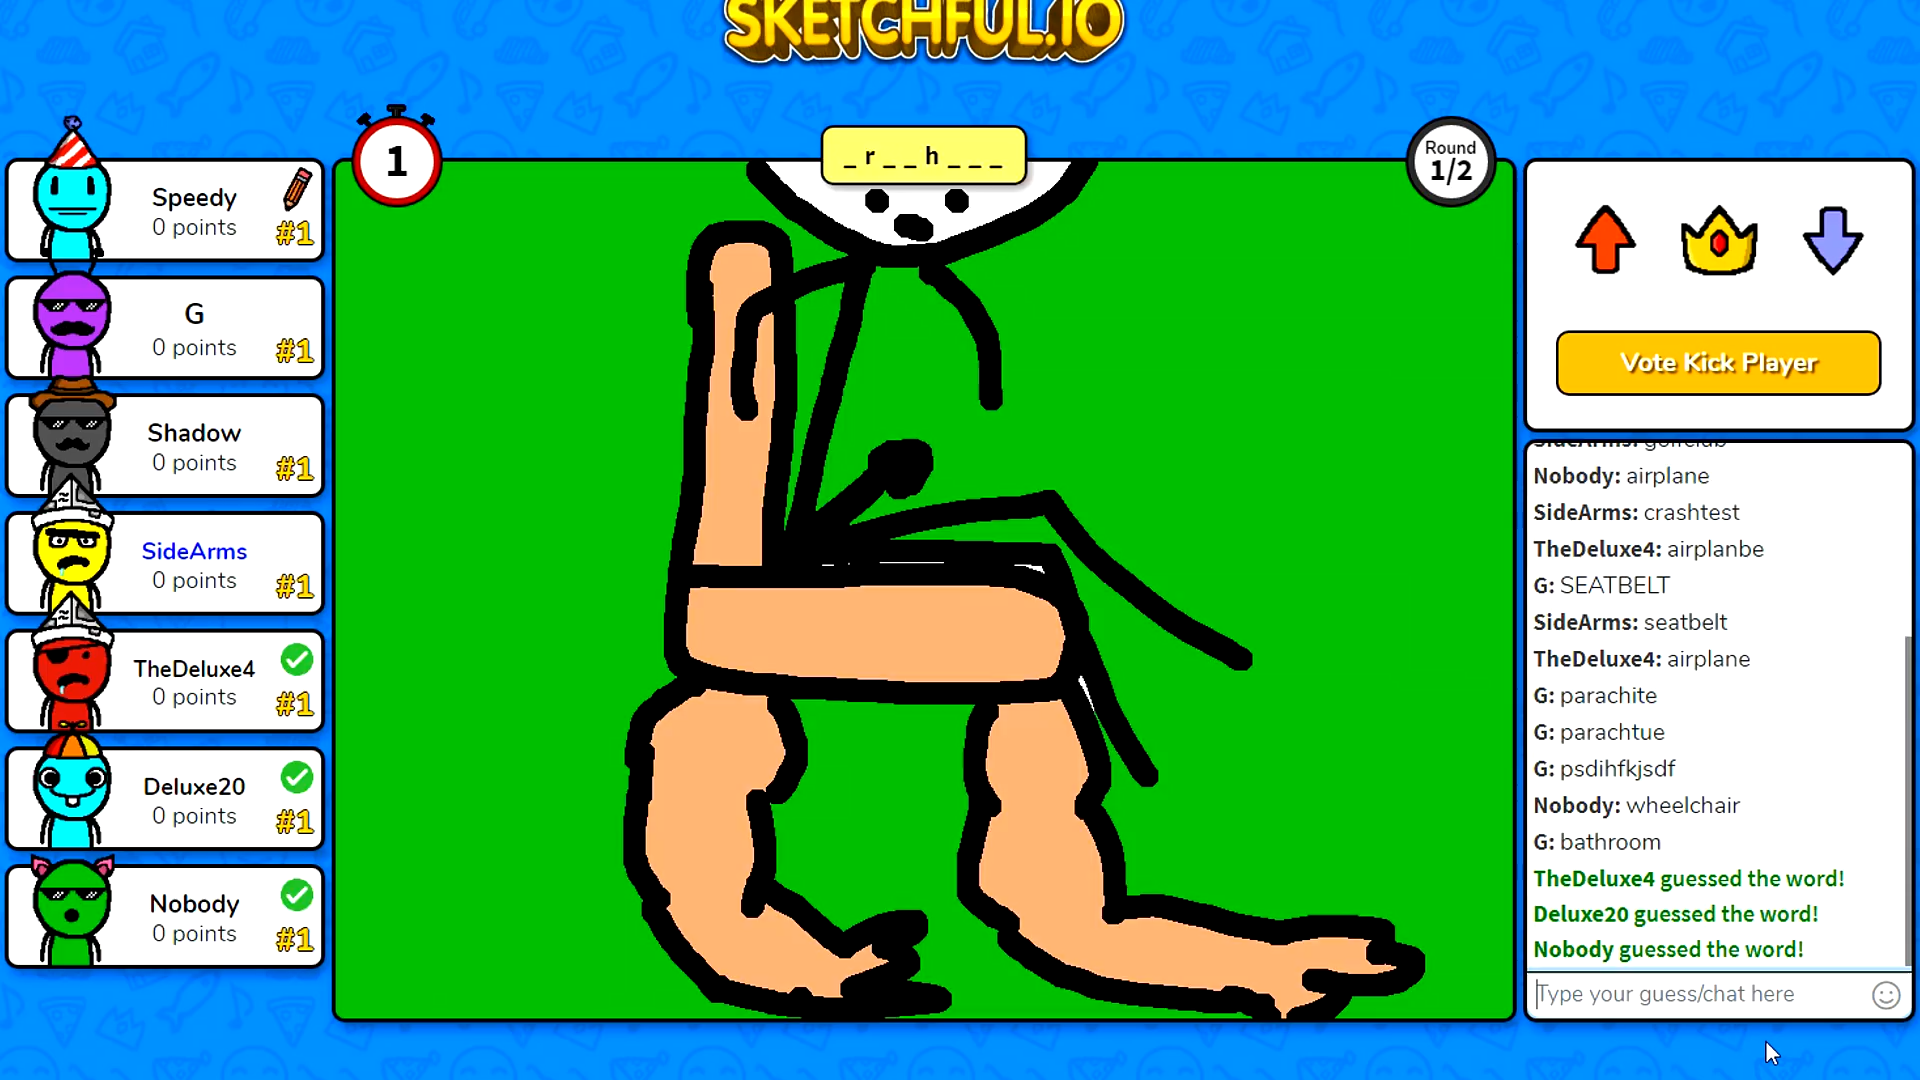 SKETCHFUL.IO
1
_ r _ _ h _ _ _
Round
1/2
Speedy
0 points
#1
G
0 points
#1
Shadow
0 points
#1
SideArms
0 points
#1
TheDeluxe4
0 points
#1
Deluxe20
0 points
#1
Nobody
0 points
#1
Vote Kick Player
SideArms: golfclub
Nobody: airplane
SideArms: crashtest
TheDeluxe4: airplanbe
G: SEATBELT
SideArms: seatbelt
TheDeluxe4: airplane
G: parachite
G: parachtue
G: psdihfkjsdf
Nobody: wheelchair
G: bathroom
TheDeluxe4 guessed the word!
Deluxe20 guessed the word!
Nobody guessed the word!
Type your guess/chat here